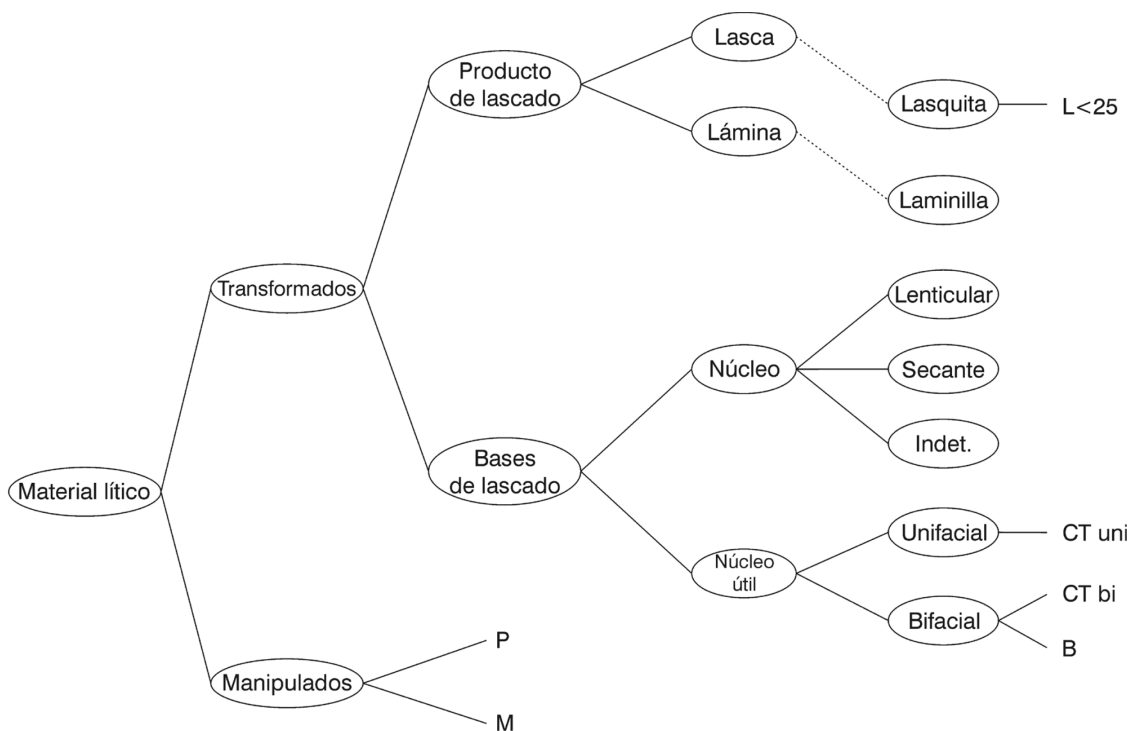 Lasca
Producto
de lascado
Lasquita
L<25
Lámina
Laminilla
Transformados
Lenticular
Núcleo
Secante
Bases
de lascado
Indet.
Material lítico
Unifacial
CT uni
Núcleo
útil
CT bi
Bifacial
B
P
Manipulados
M